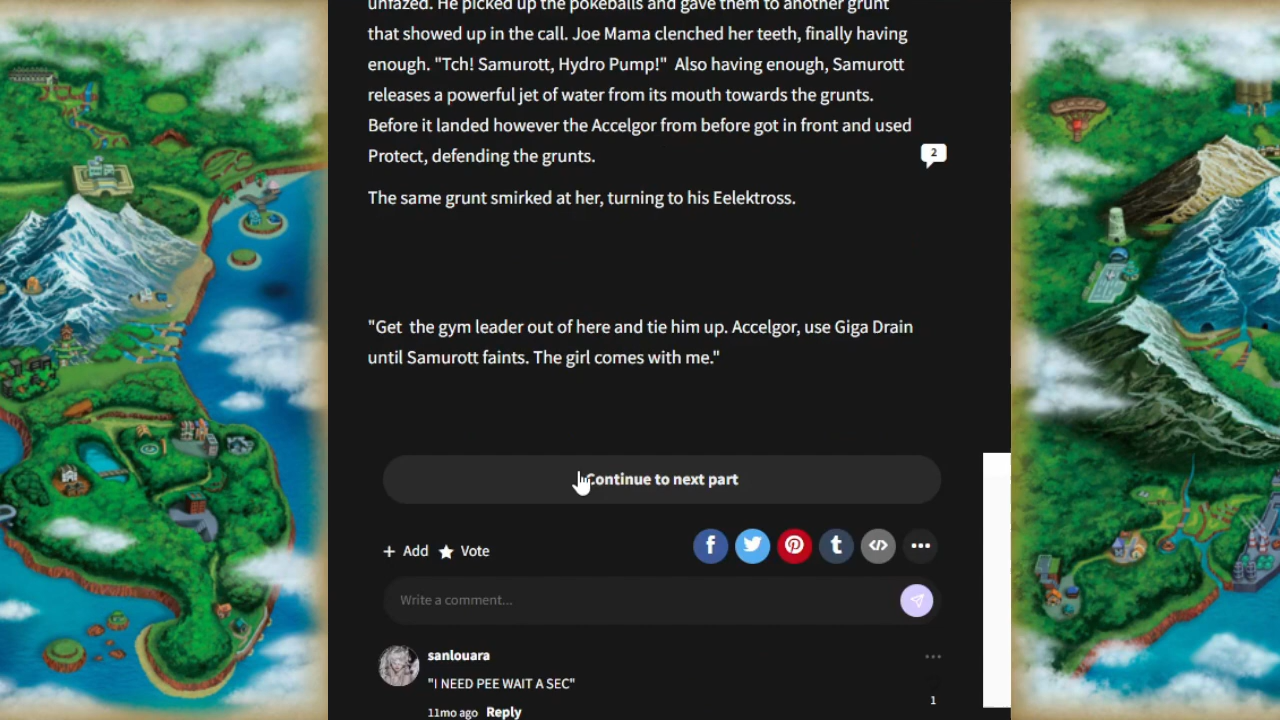 unfazed. He picked up the pokeballs and gave them to another grunt
that showed up in the call. Joe Mama clenched her teeth, finally having
enough. "Tch! Samurott, Hydro Pump!"  Also having enough, Samurott
releases a powerful jet of water from its mouth towards the grunts.
Before it landed however the Accelgor from before got in front and used
Protect, defending the grunts.
2
The same grunt smirked at her, turning to his Eelektross.
"Get  the gym leader out of here and tie him up. Accelgor, use Giga Drain
until Samurott faints. The girl comes with me."
Continue to next part
+ Add ★ Vote
f t </> •••
Write a comment...
sanlouara
"I NEED PEE WAIT A SEC"
1
11mo ago Reply